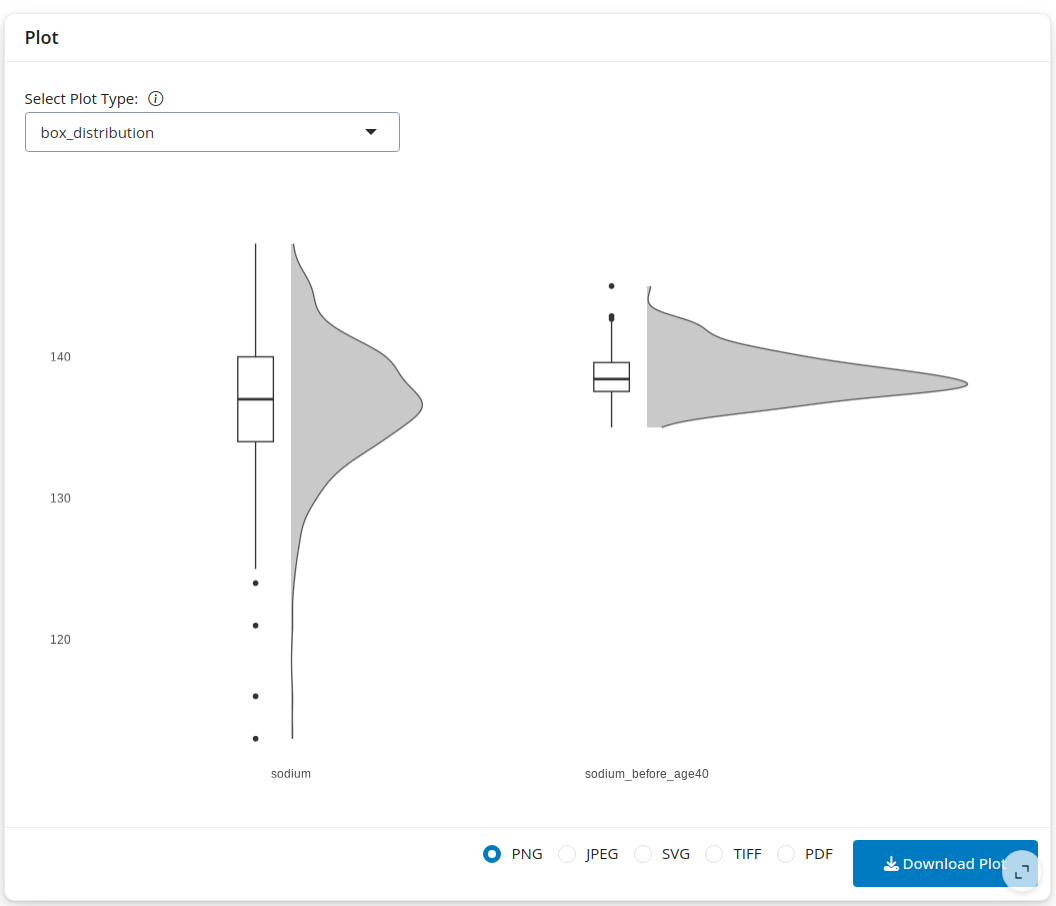 Plot
Select Plot Type:
box_distribution
140
130
120
sodium
sodium_before_age40
PNG
JPEG
SVG
TIFF
PDF
Download Plot